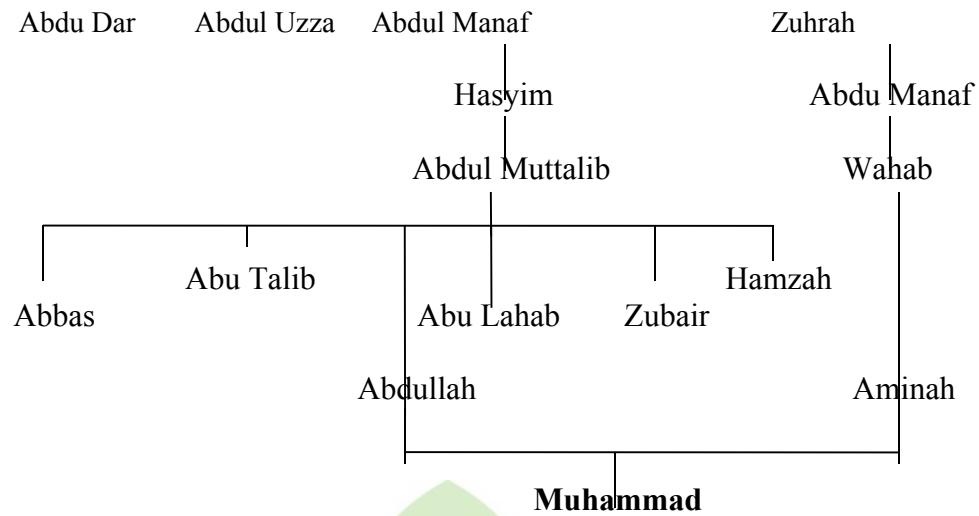 Abdu Dar Abdul Uzza Abdul Manaf Zuhrah
Hasyim Abdu Manaf
Abdul Muttalib Wahab
Abu Talib Hamzah
Abbas Abu Lahab Zubair
Abdullah Aminah
Muhammad